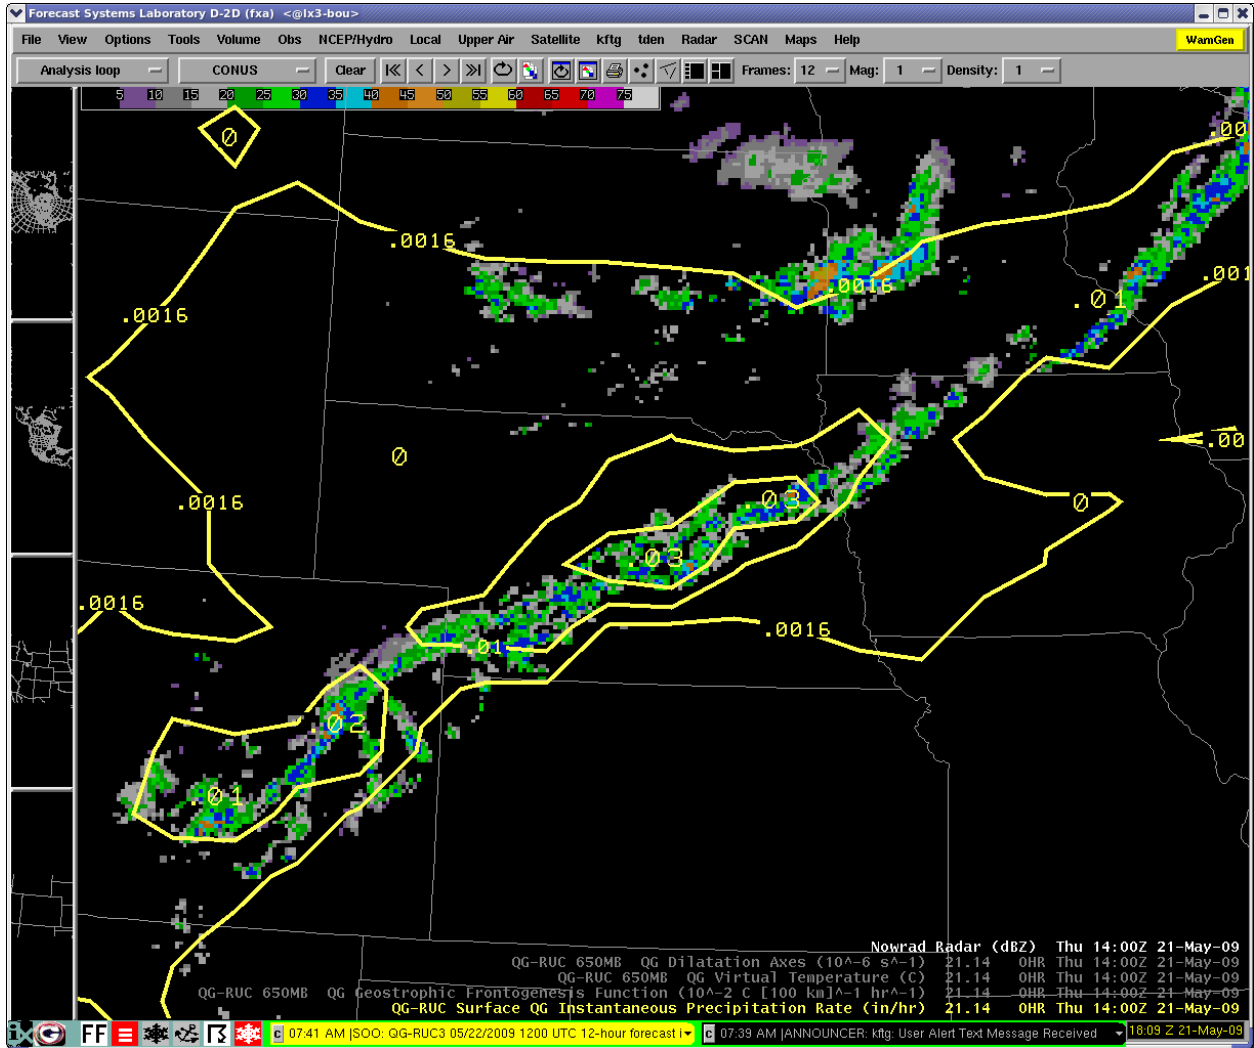 Forecast Systems Laboratory D-2D (fxa) <@lx3-bou>
File View Options Tools Volume Obs NCEP/Hydro Local Upper Air Satellite kftg tden Radar SCAN Maps Help WarnGen
Analysis loop CONUS Clear Frames: 12 Mag: 1 Density: 1
5 10 15 20 25 30 35 40 45 50 55 60 65 70 75
0 .00
.0016
.001
.0016 .01
.0016
0 .00
.0016 .03 0
.03
.0016 .0016
.01
.02
.01
Nowrad Radar (dBZ) Thu 14:00Z 21-May-09
QG-RUC 650MB QG Dilatation Axes (10^-6 s^-1) 21.14 0HR Thu 14:00Z 21-May-09
QG-RUC 650MB QG Virtual Temperature (C) 21.14 0HR Thu 14:00Z 21-May-09
QG-RUC 650MB QG Geostrophic Frontogenesis Function (10^-2 C [100 km]^-1 hr^-1) 21.14 0HR Thu 14:00Z 21-May-09
QG-RUC Surface QG Instantaneous Precipitation Rate (in/hr) 21.14 0HR Thu 14:00Z 21-May-09
FF 07:41 AM |SOO: QG-RUC3 05/22/2009 1200 UTC 12-hour forecast i 07:39 AM |ANNOUNCER: kftg: User Alert Text Message Received 18:09 Z 21-May-09